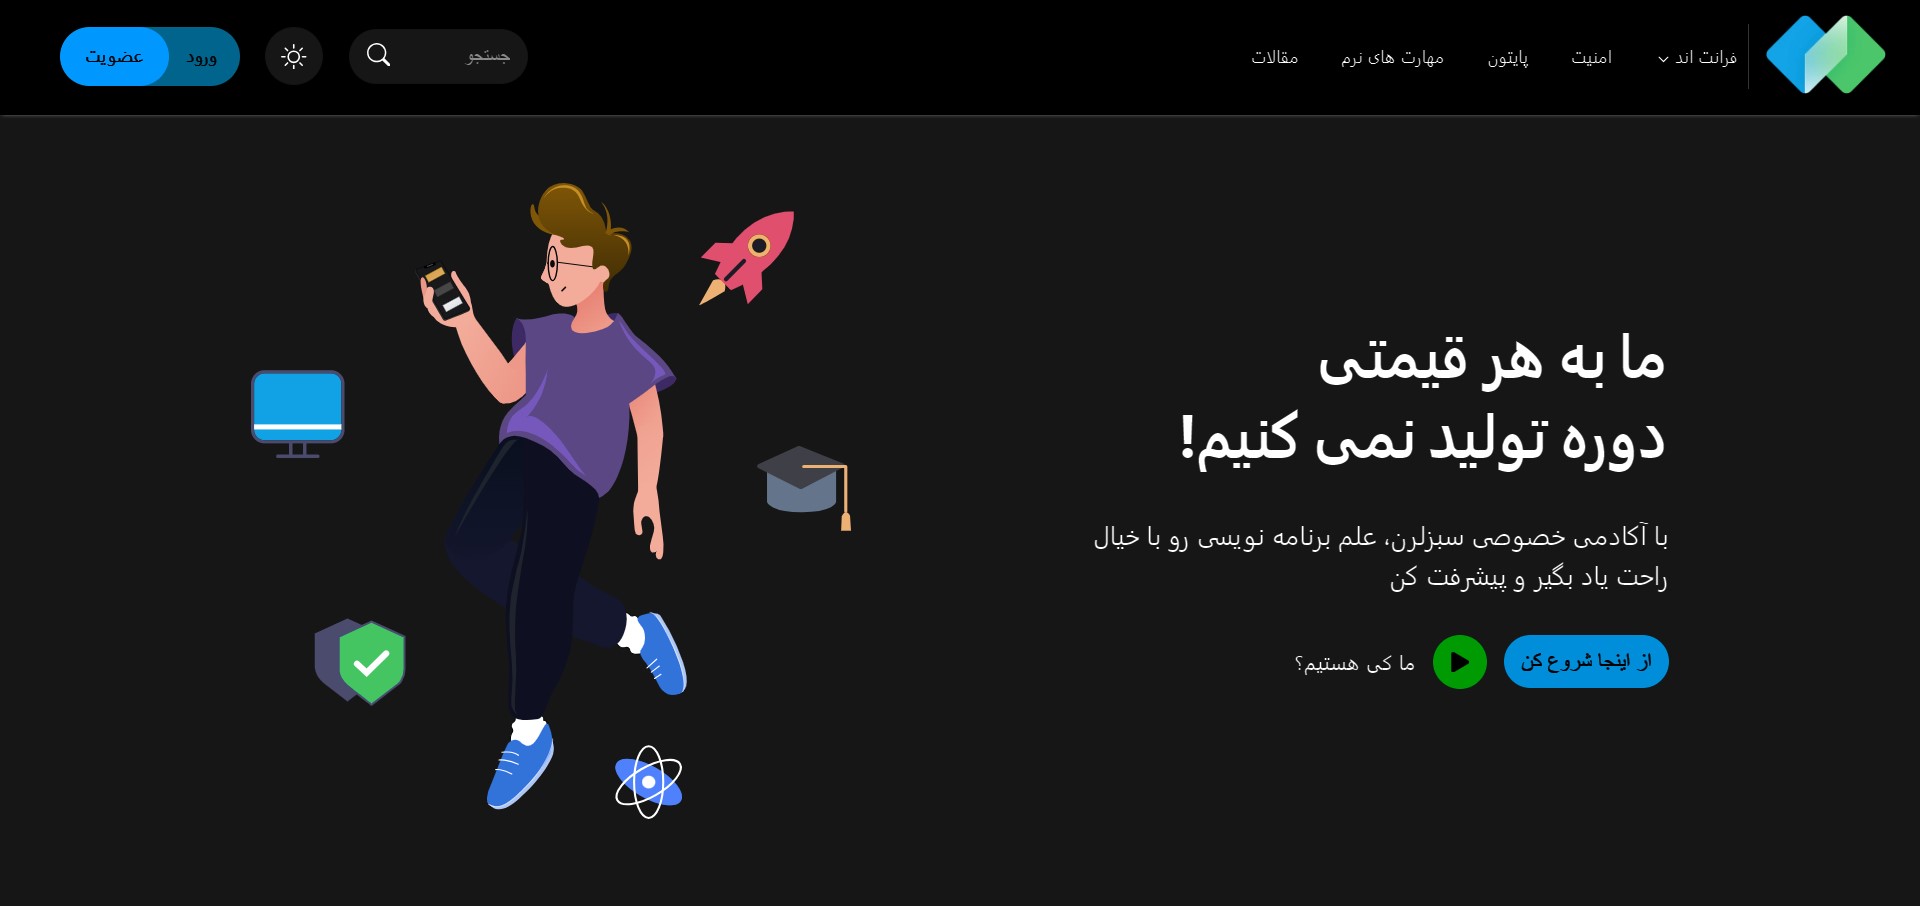 فرانت اند
امنیت
پایتون
مهارت های نرم
مقالات
جستجو
ورود
عضویت
ما به هر قیمتی
دوره تولید نمی کنیم!
با آکادمی خصوصی سبزلرن، علم برنامه نویسی رو با خیال
راحت یاد بگیر و پیشرفت کن
از اینجا شروع کن
ما کی هستیم؟